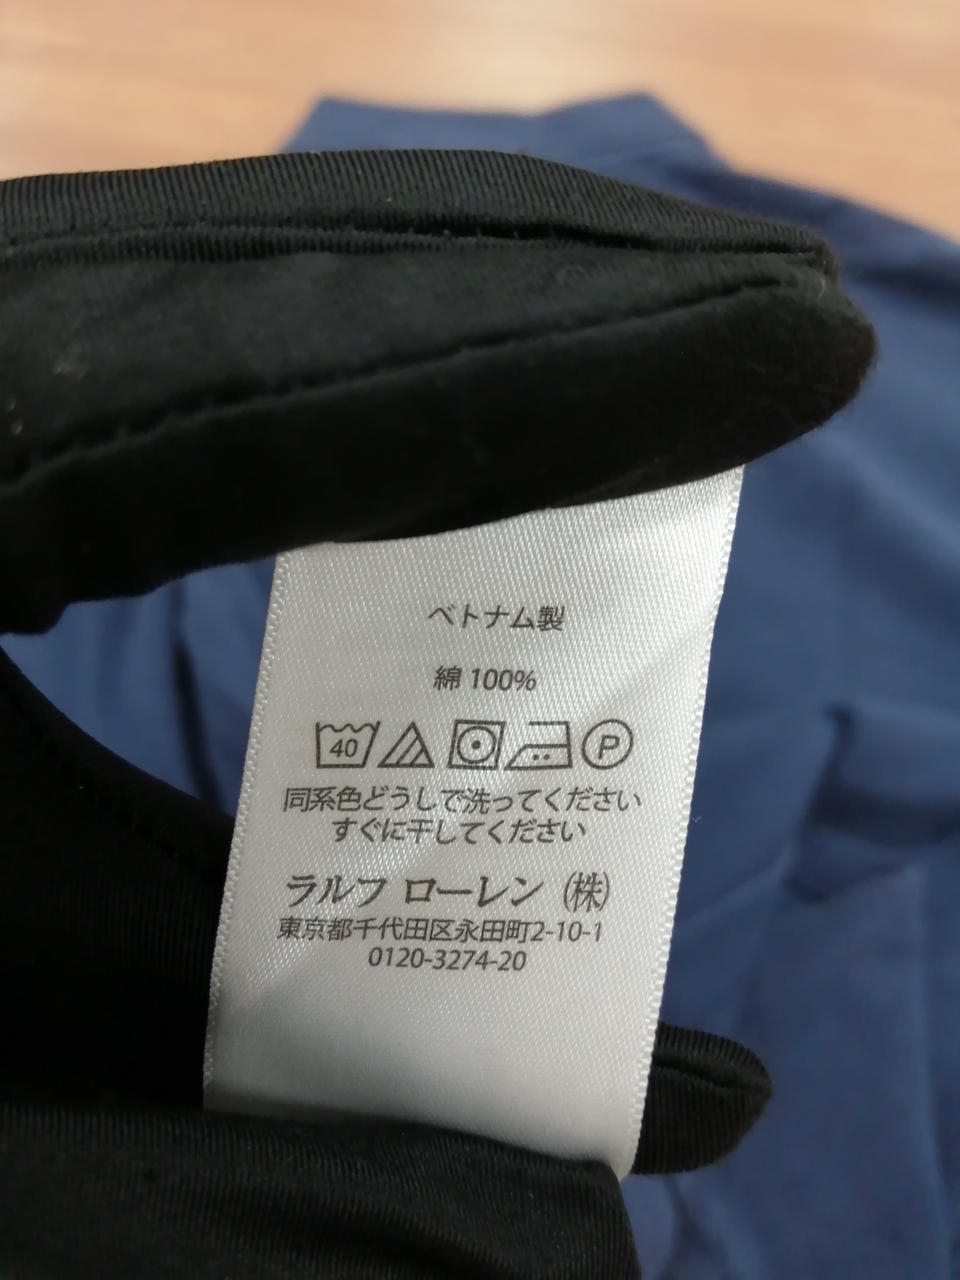 ベトナム製
綿 100%
40 P
同系色どうしで洗ってください
すぐに干してください
ラルフ ローレン (株)
東京都千代田区永田町2-10-1
0120-3274-20